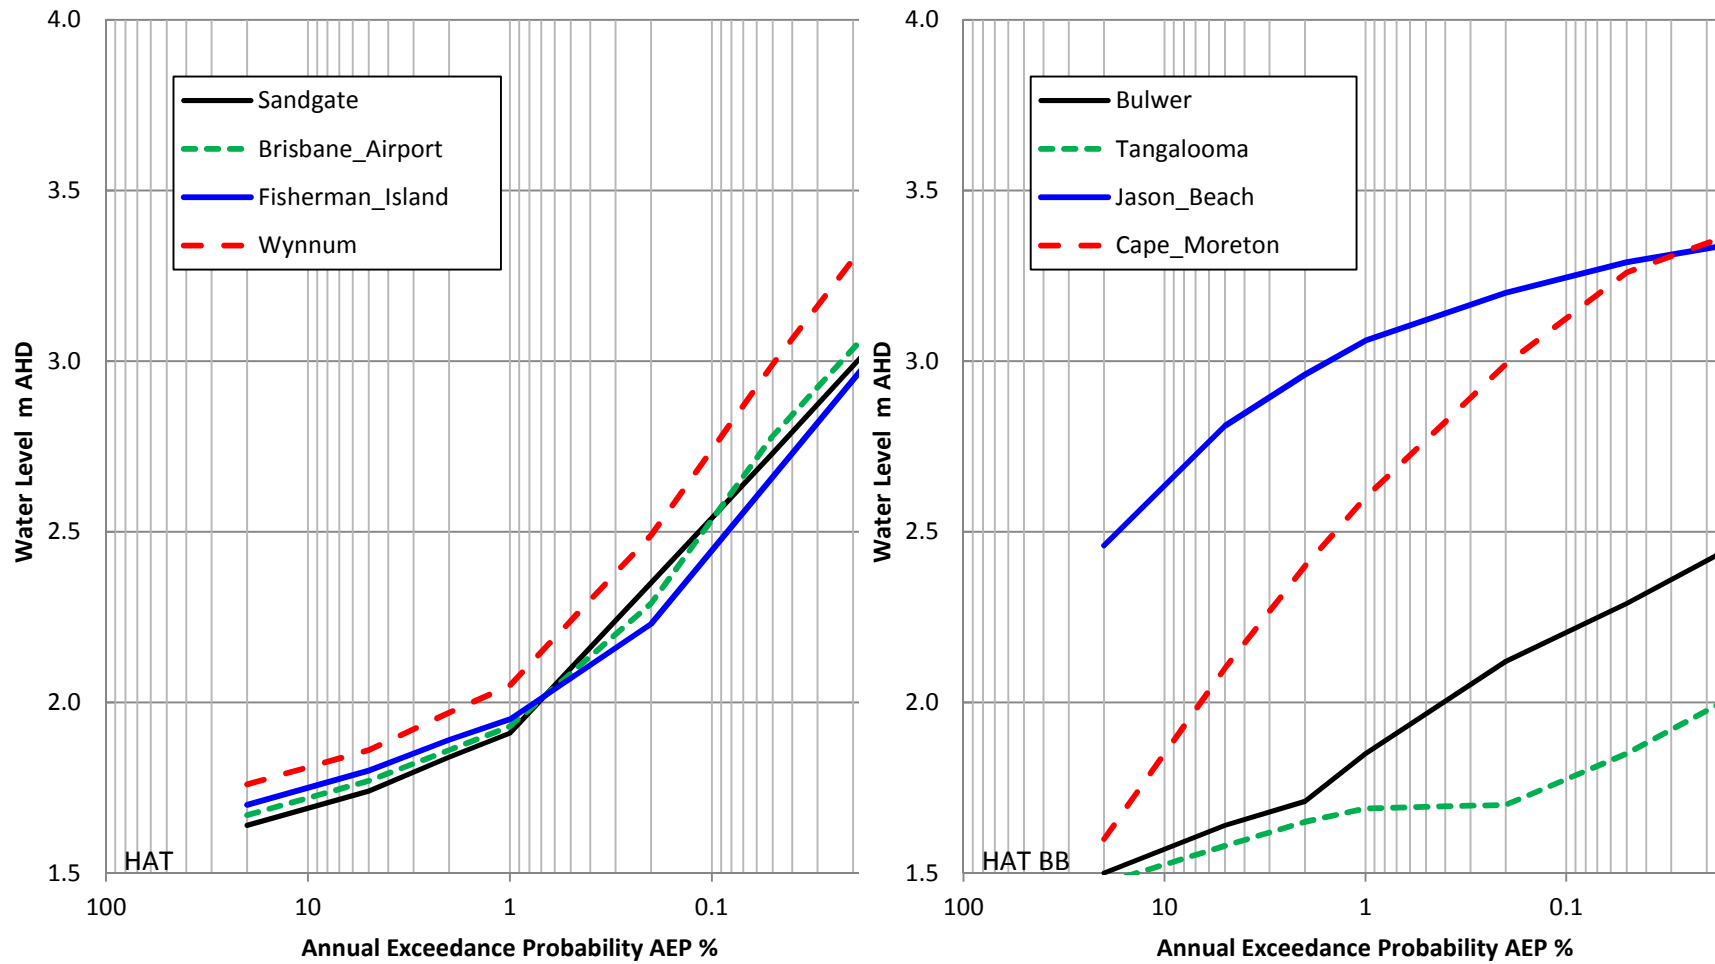 4.0
3.5
3.0
2.5
2.0
1.5
Water Level m AHD
Sandgate
Brisbane_Airport
Fisherman_Island
Wynnum
HAT
100
10
1
0.1
Annual Exceedance Probability AEP %
4.0
3.5
3.0
2.5
2.0
1.5
Water Level m AHD
Bulwer
Tangalooma
Jason_Beach
Cape_Moreton
HAT BB
100
10
1
0.1
Annual Exceedance Probability AEP %